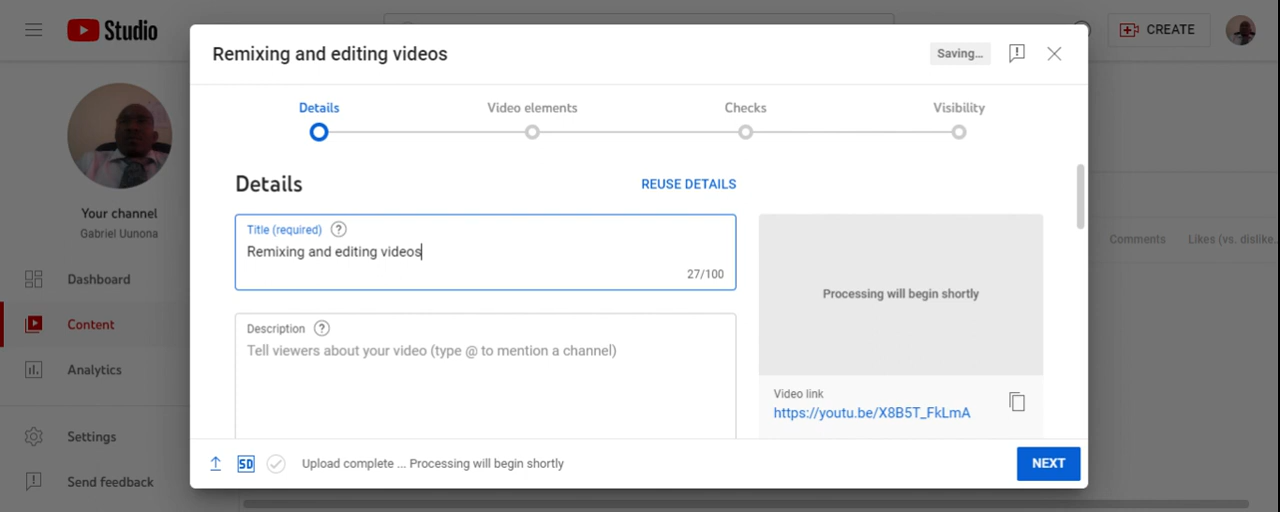 Studio
CREATE
Remixing and editing videos
Saving...
Details
Video elements
Checks
Visibility
Details
REUSE DETAILS
Title (required) ?
Remixing and editing videos
27/100
Description ?
Tell viewers about your video (type @ to mention a channel)
Processing will begin shortly
Video link
https://youtu.be/X8B5T_FkLmA
SD
Upload complete ... Processing will begin shortly
NEXT
Your channel
Gabriel Uunona
Dashboard
Content
Analytics
Settings
Send feedback
Comments
Likes (vs. dislike...